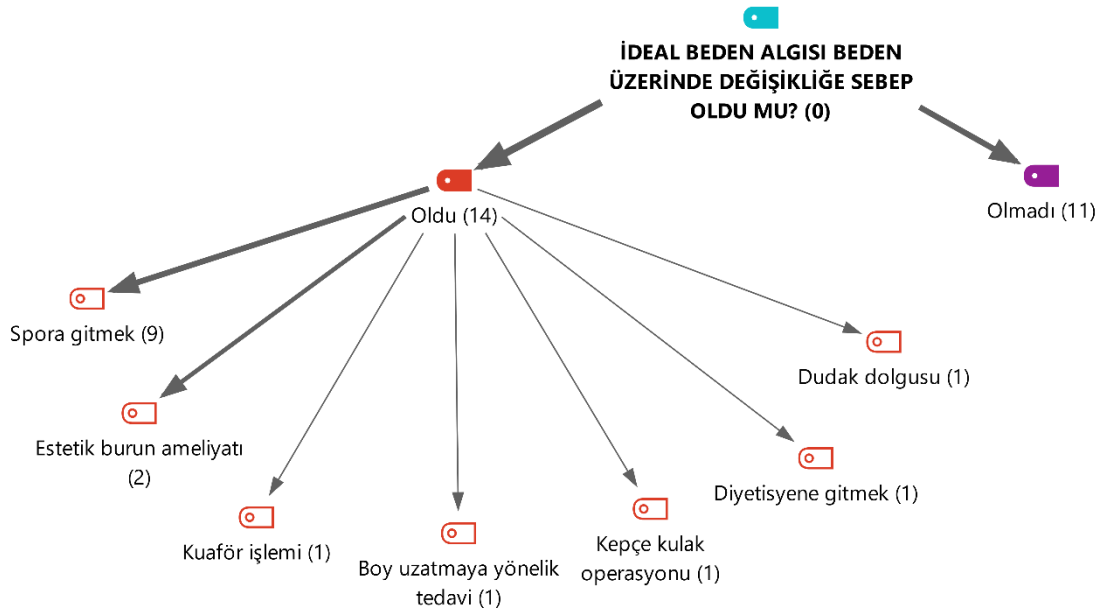 İDEAL BEDEN ALGISI BEDEN
ÜZERİNDE DEĞİŞİKLİĞE SEBEP
OLDU MU? (0)
Oldu (14)
Olmadı (11)
Spora gitmek (9)
Estetik burun ameliyatı
(2)
Kuaför işlemi (1)
Boy uzatmaya yönelik
tedavi (1)
Kepçe kulak
operasyonu (1)
Diyetisyene gitmek (1)
Dudak dolgusu (1)